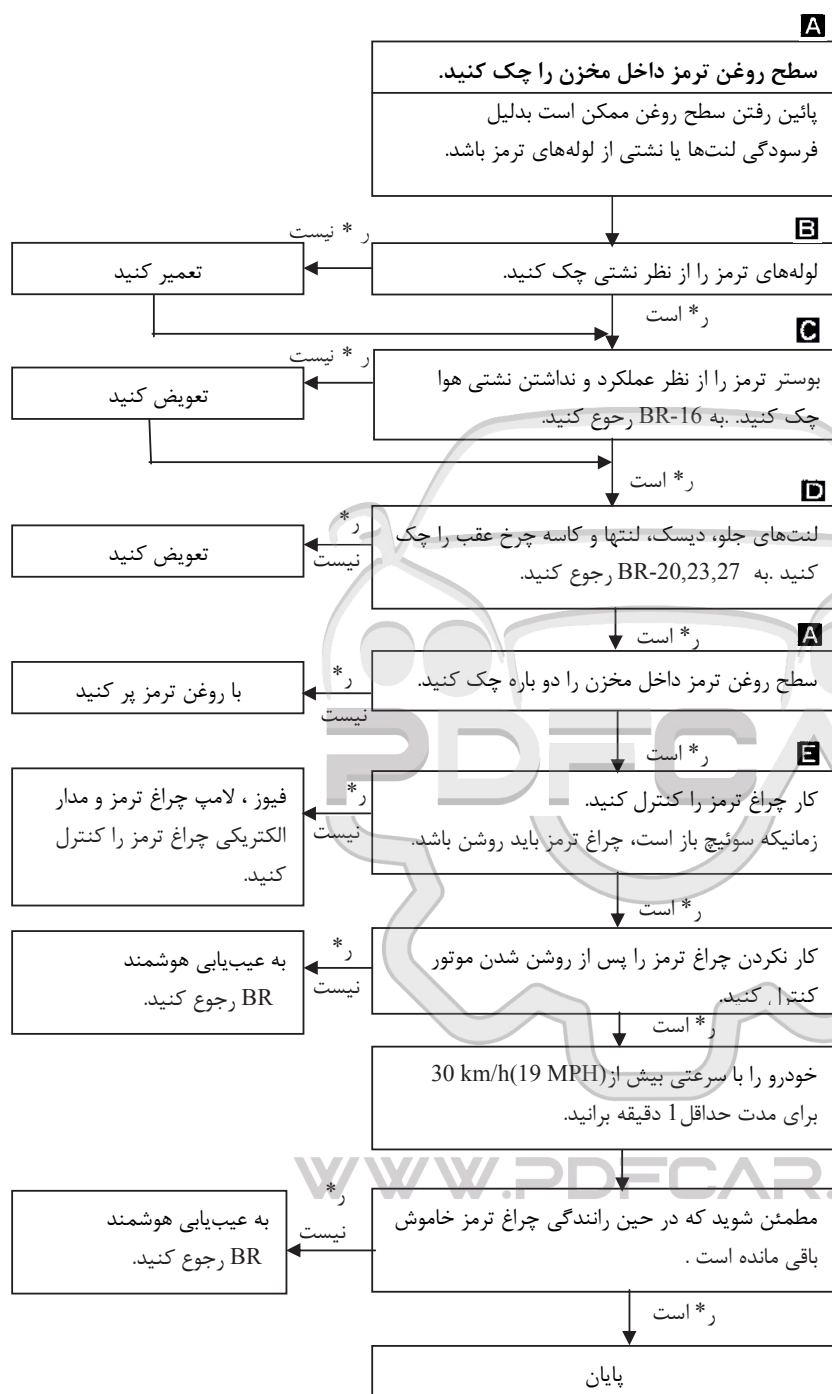 A
سطح روغن ترمز داخل مخزن را چک کنید.
پائین رفتن سطح روغن ممکن است بدلیل
فرسودگی لنت‌ها یا نشتی از لوله‌های ترمز باشد.
B
لوله‌های ترمز را از نظر نشتی چک کنید.
ر * نیست
تعمیر کنید
ر* است
C
بوستر ترمز را از نظر عملکرد و نداشتن نشتی هوا
چک کنید. .به BR-16 رحوع کنید.
ر * نیست
تعویض کنید
ر* است
D
لنت‌های جلو، دیسک، لنتها و کاسه چرخ عقب را چک
کنید .به BR-20,23,27 رجوع کنید.
ر*
نیست
تعویض کنید
ر* است
A
سطح روغن ترمز داخل مخزن را دو باره چک کنید.
ر*
نیست
با روغن ترمز پر کنید
ر* است
E
کار چراغ ترمز را کنترل کنید.
زمانیکه سوئیچ باز است، چراغ ترمز باید روشن باشد.
ر*
نیست
فیوز ، لامپ چراغ ترمز و مدار
الکتریکی چراغ ترمز را کنترل
کنید.
ر* است
کار نکردن چراغ ترمز را پس از روشن شدن موتور
کنترل کنید.
ر*
نیست
به عیب‌یابی هوشمند
BR رجوع کنید.
ر* است
خودرو را با سرعتی بیش از 30 km/h(19 MPH)
برای مدت حداقل 1 دقیقه برانید.
مطمئن شوید که در حین رانندگی چراغ ترمز خاموش
باقی مانده است .
ر*
نیست
به عیب‌یابی هوشمند
BR رجوع کنید.
ر* است
پایان
PDFCA
WWW.PDFCAR.